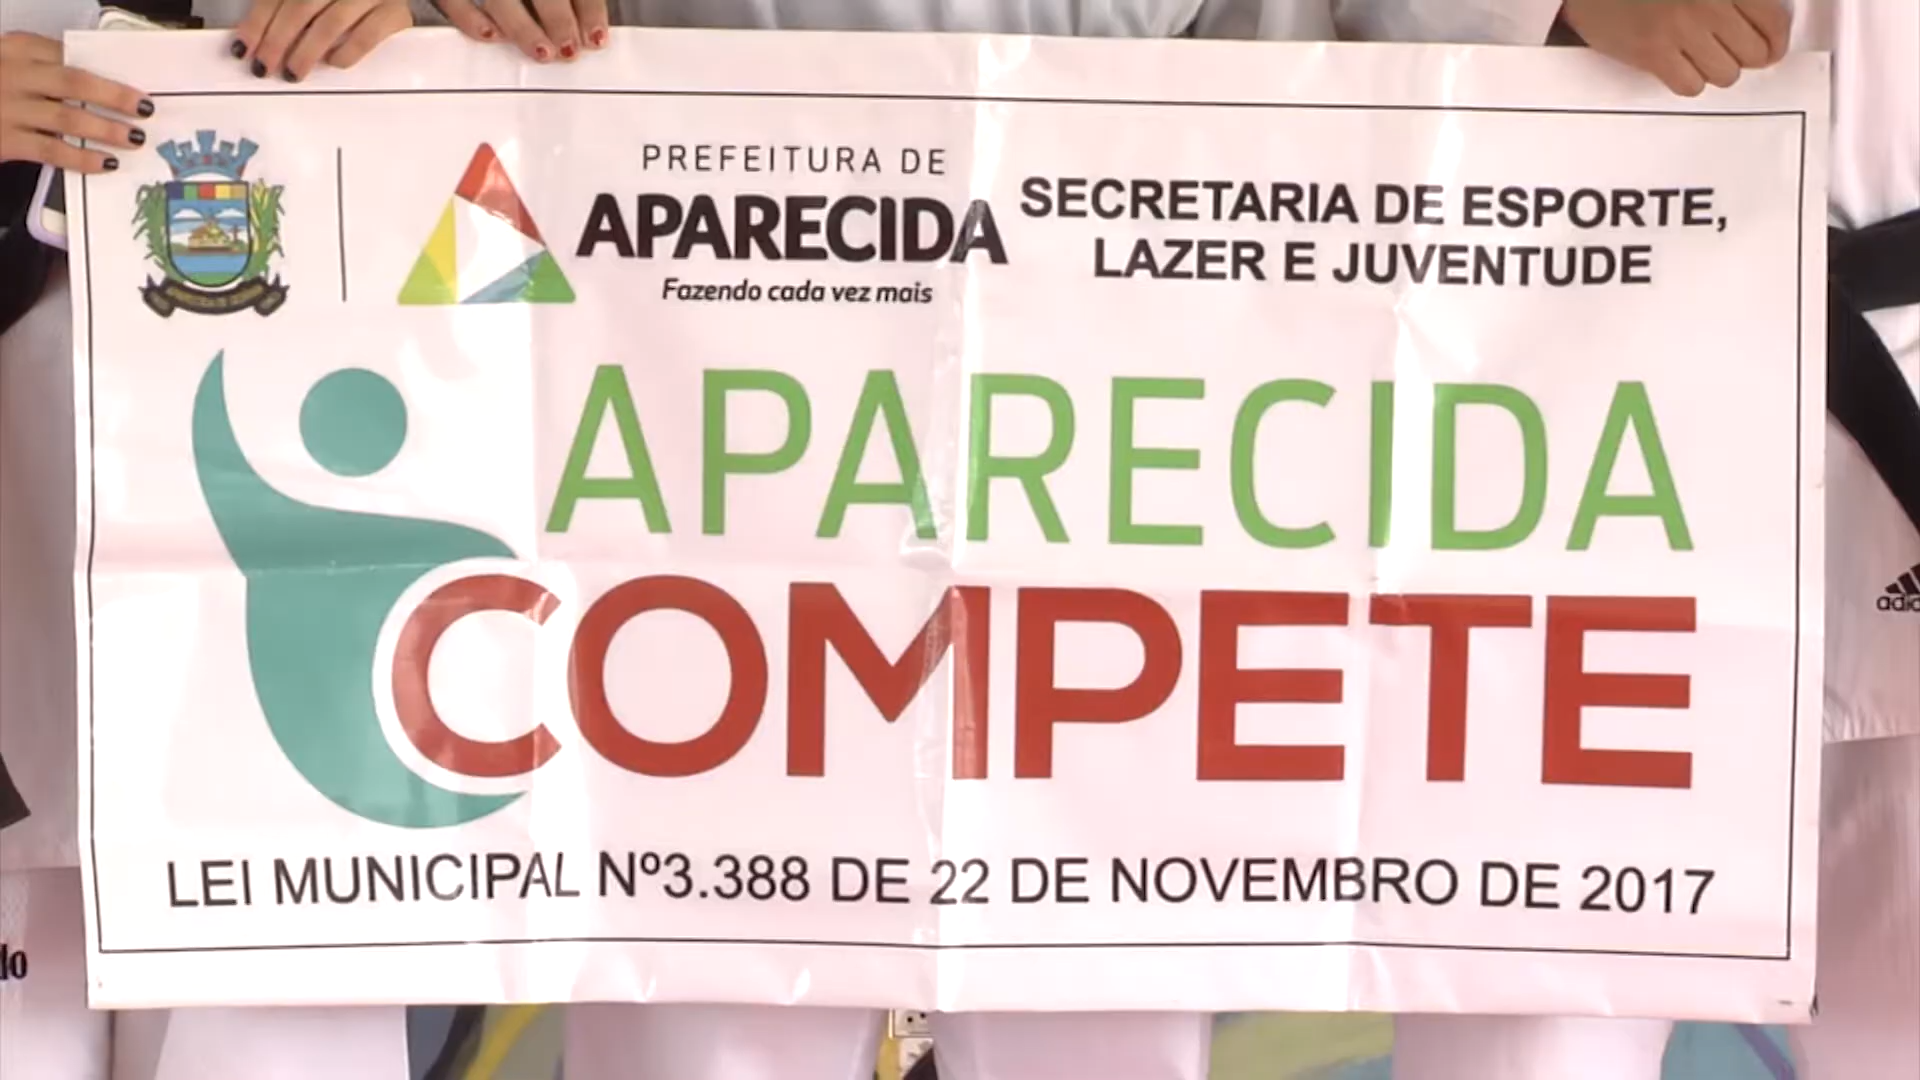 PREFEITURA DE
APARECIDA
Fazendo cada vez mais
SECRETARIA DE ESPORTE,
LAZER E JUVENTUDE
APARECIDA
COMPETE
LEI MUNICIPAL Nº3.388 DE 22 DE NOVEMBRO DE 2017